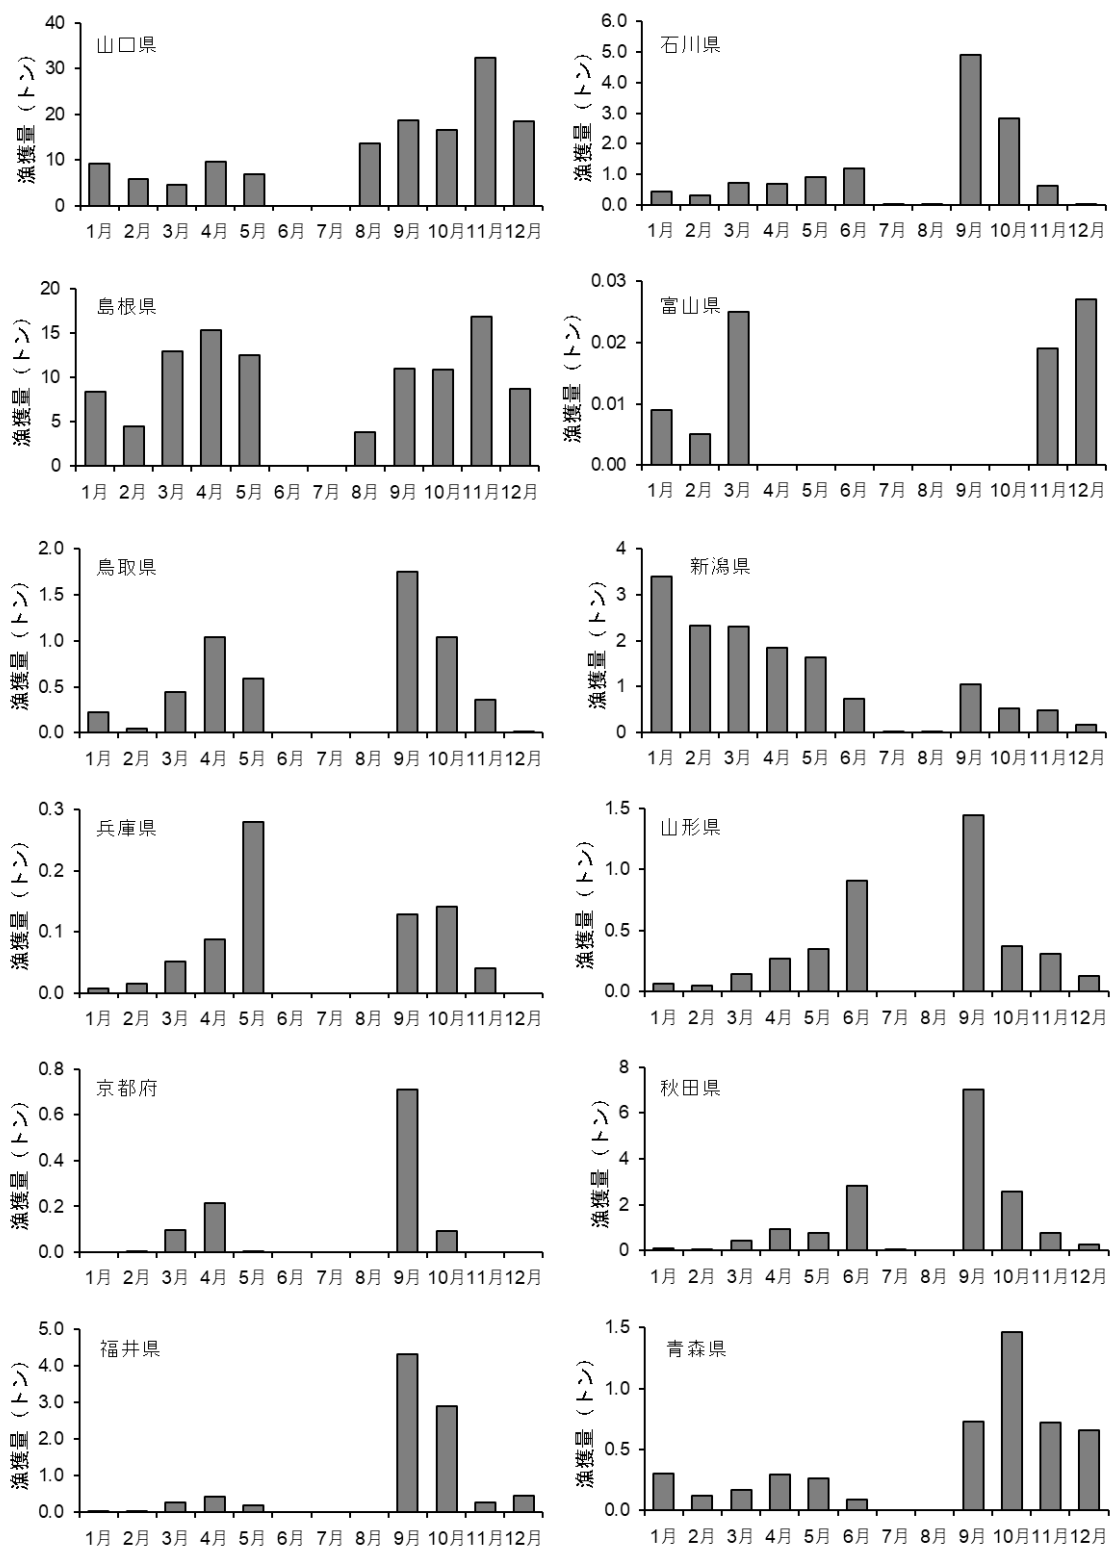 山口県
漁獲量（トン）
40
30
20
10
0
1月 2月 3月 4月 5月 6月 7月 8月 9月 10月 11月 12月
石川県
漁獲量（トン）
6.0
5.0
4.0
3.0
2.0
1.0
0.0
1月 2月 3月 4月 5月 6月 7月 8月 9月 10月 11月 12月
島根県
漁獲量（トン）
20
15
10
5
0
1月 2月 3月 4月 5月 6月 7月 8月 9月 10月 11月 12月
富山県
漁獲量（トン）
0.03
0.02
0.01
0.00
1月 2月 3月 4月 5月 6月 7月 8月 9月 10月 11月 12月
鳥取県
漁獲量（トン）
2.0
1.5
1.0
0.5
0.0
1月 2月 3月 4月 5月 6月 7月 8月 9月 10月 11月 12月
新潟県
漁獲量（トン）
4
3
2
1
0
1月 2月 3月 4月 5月 6月 7月 8月 9月 10月 11月 12月
兵庫県
漁獲量（トン）
0.3
0.2
0.1
0.0
1月 2月 3月 4月 5月 6月 7月 8月 9月 10月 11月 12月
山形県
漁獲量（トン）
1.5
1.0
0.5
0.0
1月 2月 3月 4月 5月 6月 7月 8月 9月 10月 11月 12月
京都府
漁獲量（トン）
0.8
0.6
0.4
0.2
0.0
1月 2月 3月 4月 5月 6月 7月 8月 9月 10月 11月 12月
秋田県
漁獲量（トン）
8
6
4
2
0
1月 2月 3月 4月 5月 6月 7月 8月 9月 10月 11月 12月
福井県
漁獲量（トン）
5.0
4.0
3.0
2.0
1.0
0.0
1月 2月 3月 4月 5月 6月 7月 8月 9月 10月 11月 12月
青森県
漁獲量（トン）
1.5
1.0
0.5
0.0
1月 2月 3月 4月 5月 6月 7月 8月 9月 10月 11月 12月